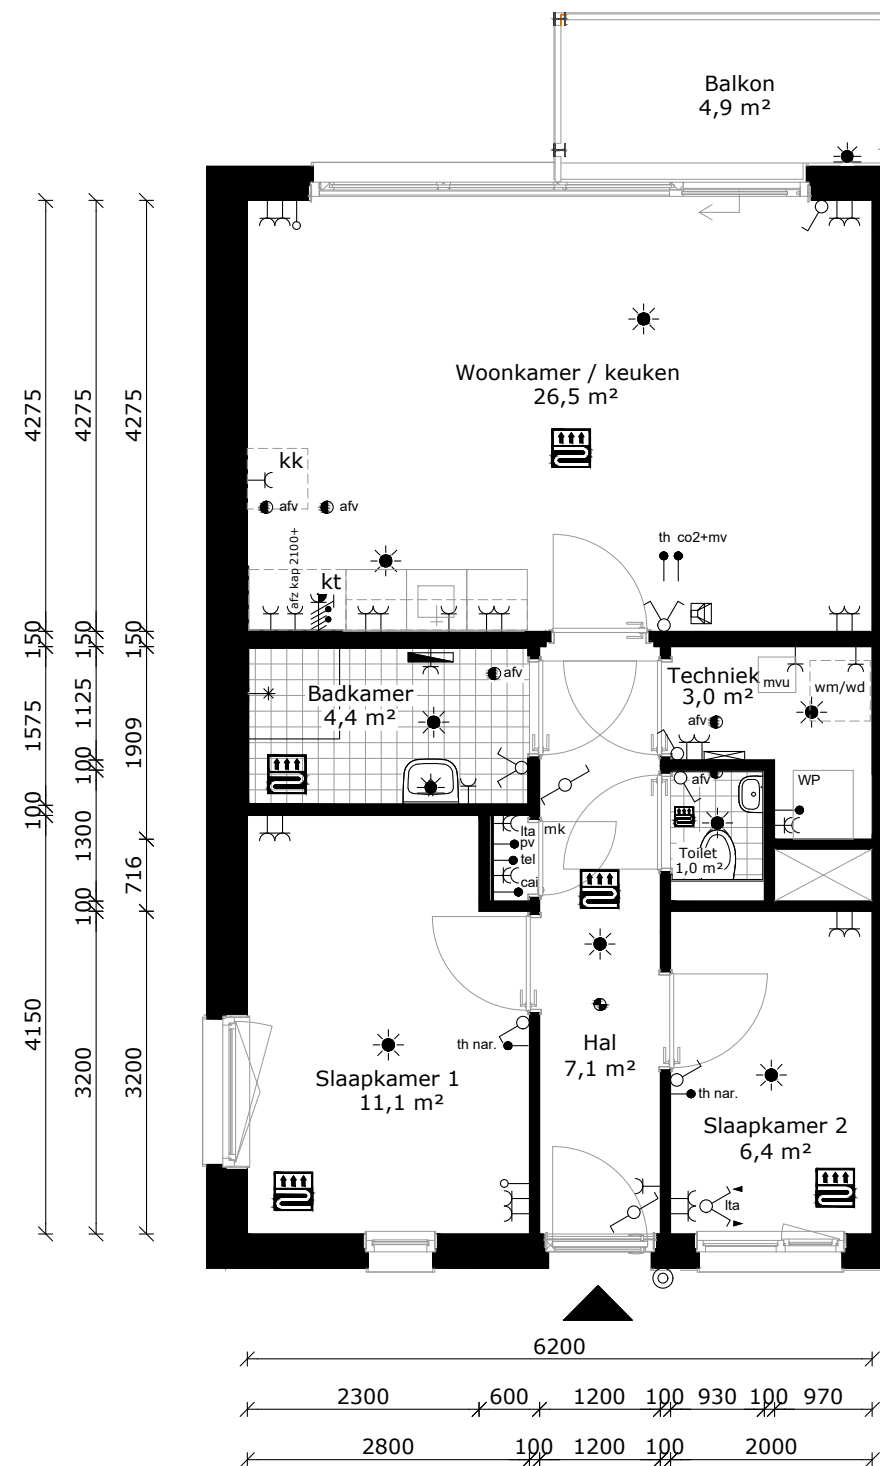 Balkon
4,9 m²
Woonkamer / keuken
26,5 m²
kk
afv
afv
afz kap 2100+
kt
th co2+mv
Badkamer
4,4 m²
afv
Techniek
3,0 m²
mvu
wm/wd
afv
WP
afv
Toilet
1,0 m²
mk
lta
pv
tel
cai
Hal
7,1 m²
th nar.
Slaapkamer 1
11,1 m²
th nar.
Slaapkamer 2
6,4 m²
lta
4275
150
1575
100
4150
4275
150
1125
100
1300
100
3200
4275
150
1909
716
3200
6200
2300 600 1200 100 930 100 970
2800 100 1200 100 2000